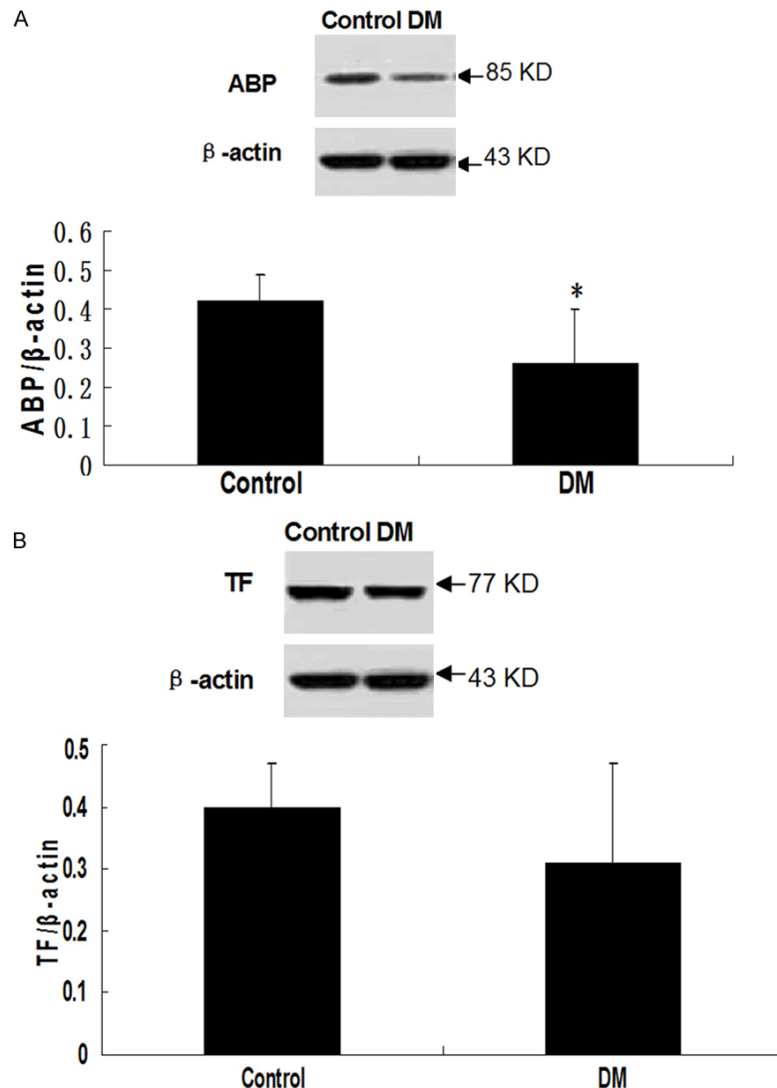 A
Control DM
ABP
85 KD
β-actin
43 KD
ABP/β-actin
0.6
0.5
0.4
0.3
0.2
0.1
0
*
Control
DM
B
Control DM
TF
77 KD
β-actin
43 KD
TF/β-actin
0.5
0.4
0.3
0.2
0.1
0
Control
DM